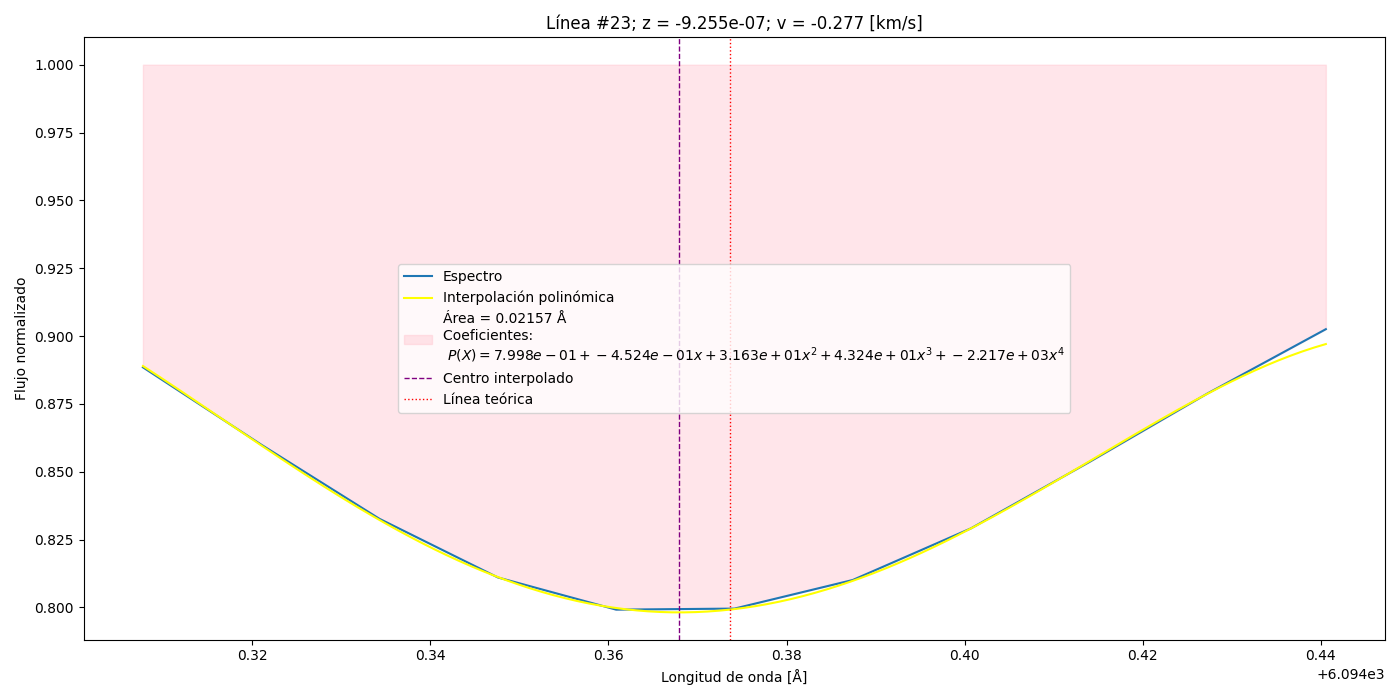 Línea #23; z = -9.255e-07; v = -0.277 [km/s]
Flujo normalizado
1.000
0.975
0.950
0.925
0.900
0.875
0.850
0.825
0.800
Espectro
Interpolación polinómica
Área = 0.02157 Å
Coeficientes:
P(X) = 7.998e − 01 + −4.524e − 01x + 3.163e + 01x² + 4.324e + 01x³ + −2.217e + 03x⁴
Centro interpolado
Línea teórica
0.32 0.34 0.36 0.38 0.40 0.42 0.44
+6.094e3
Longitud de onda [Å]